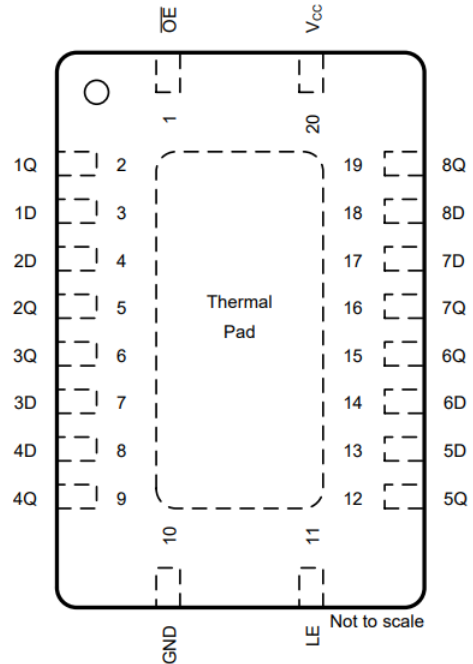 O̅E̅ V_CC
1 20
1Q 2 19 8Q
1D 3 18 8D
2D 4 17 7D
2Q 5 16 7Q
Thermal
Pad
3Q 6 15 6Q
3D 7 14 6D
4D 8 13 5D
4Q 9 12 5Q
10 11
Not to scale
GND LE